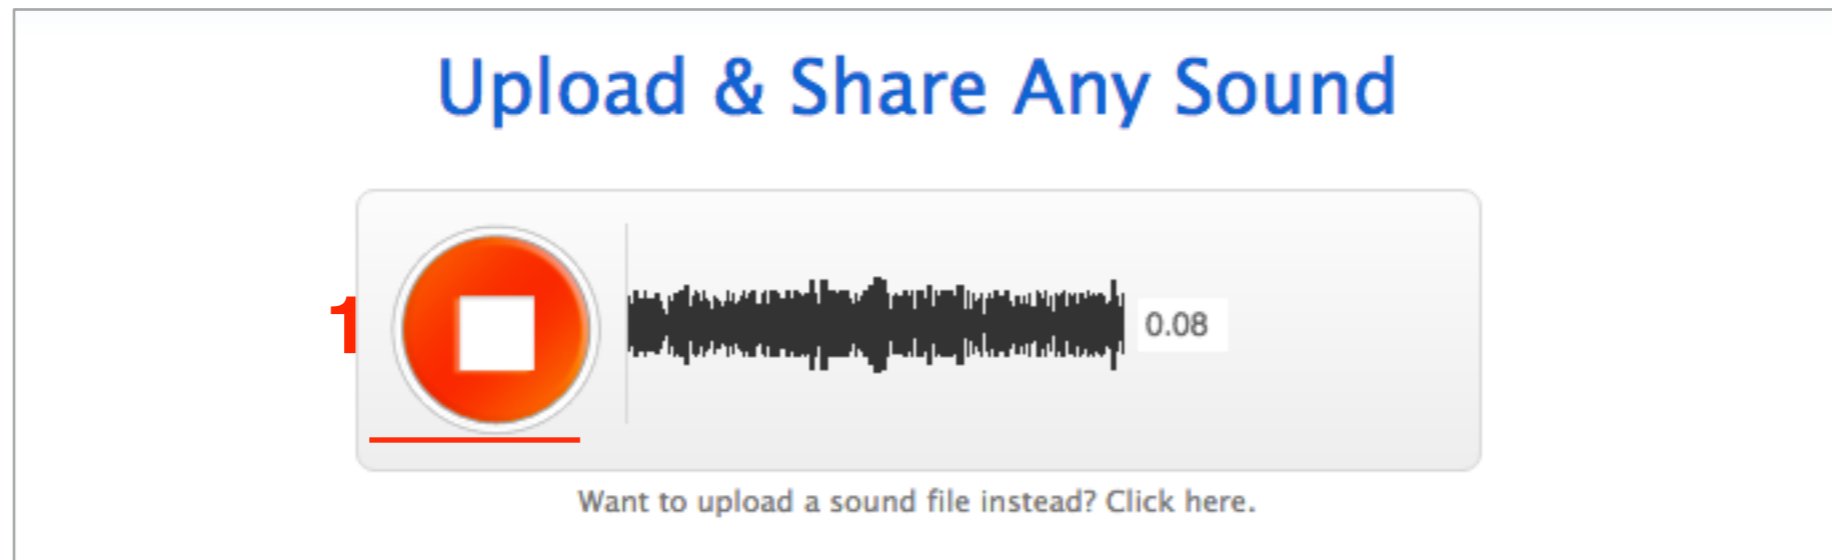 Upload & Share Any Sound
1
0.08
Want to upload a sound file instead? Click here.